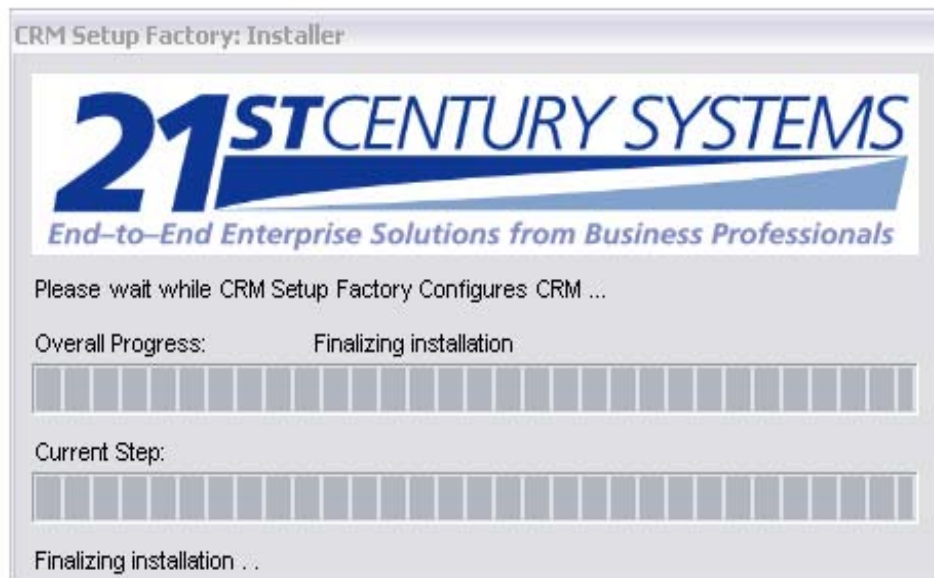 CRM Setup Factory: Installer
21STCENTURY SYSTEMS
End–to–End Enterprise Solutions from Business Professionals
Please wait while CRM Setup Factory Configures CRM ...
Overall Progress: Finalizing installation
Current Step:
Finalizing installation . .